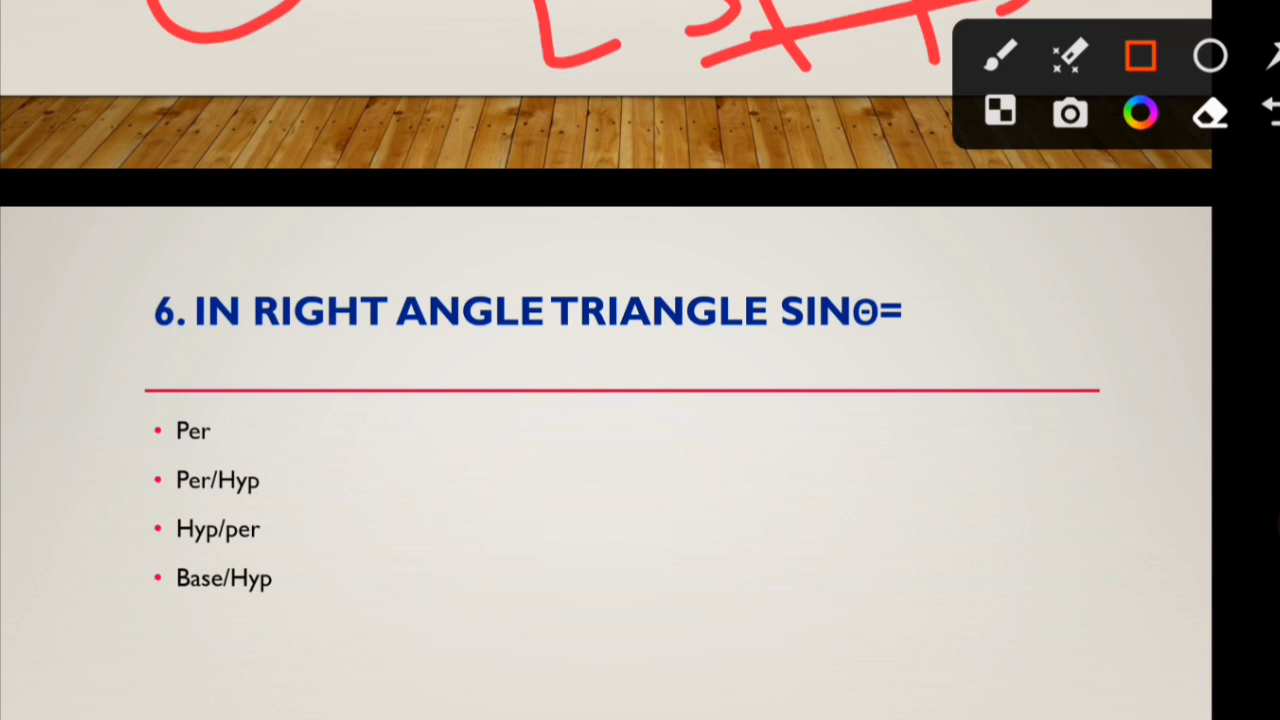 6. IN RIGHT ANGLE TRIANGLE SINΘ=
• Per
• Per/Hyp
• Hyp/per
• Base/Hyp